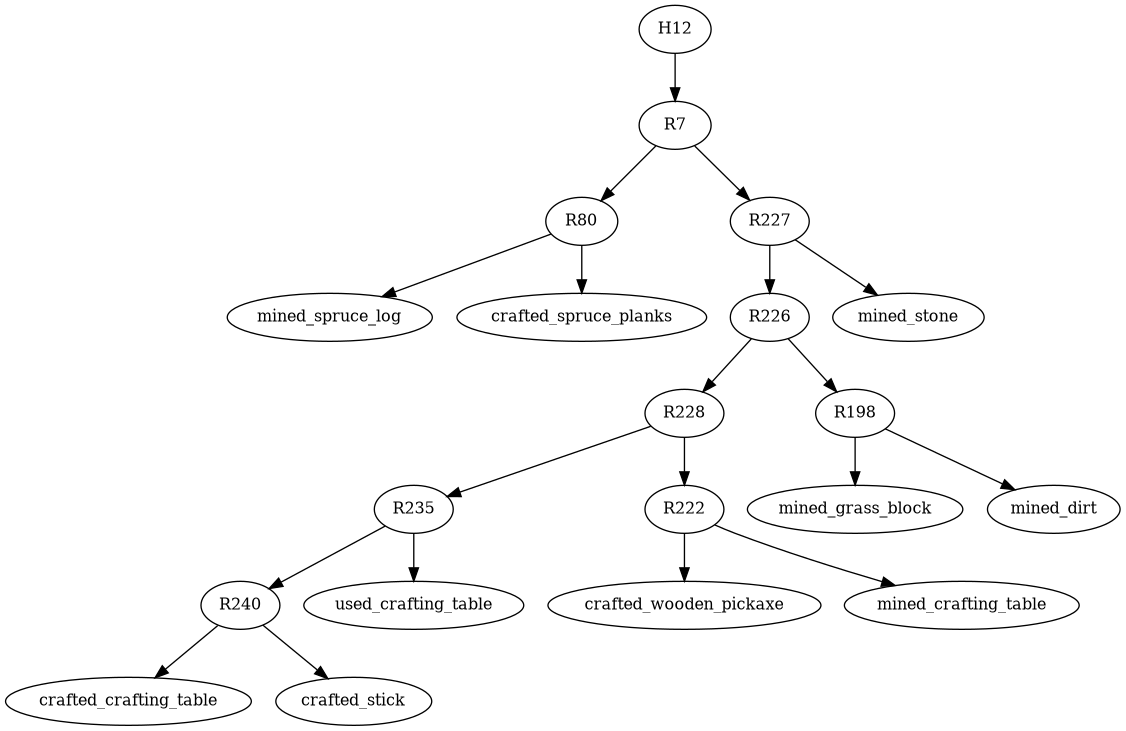 H12
R7
R80
R227
mined_spruce_log
crafted_spruce_planks
R226
mined_stone
R228
R198
R235
R222
mined_grass_block
mined_dirt
R240
used_crafting_table
crafted_wooden_pickaxe
mined_crafting_table
crafted_crafting_table
crafted_stick